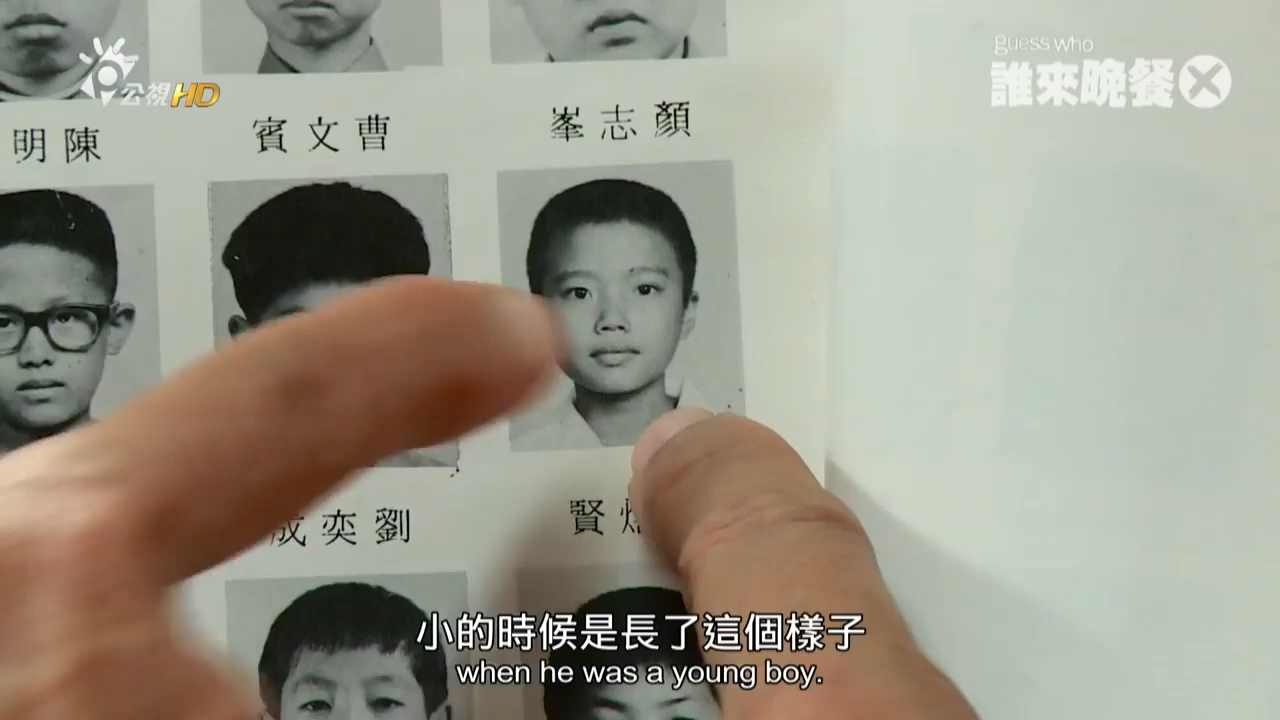 公視HD
guess who
誰來晚餐
明陳
賓文曹
峯志顏
成奕劉
賢
小的時候是長了這個樣子
when he was a young boy.